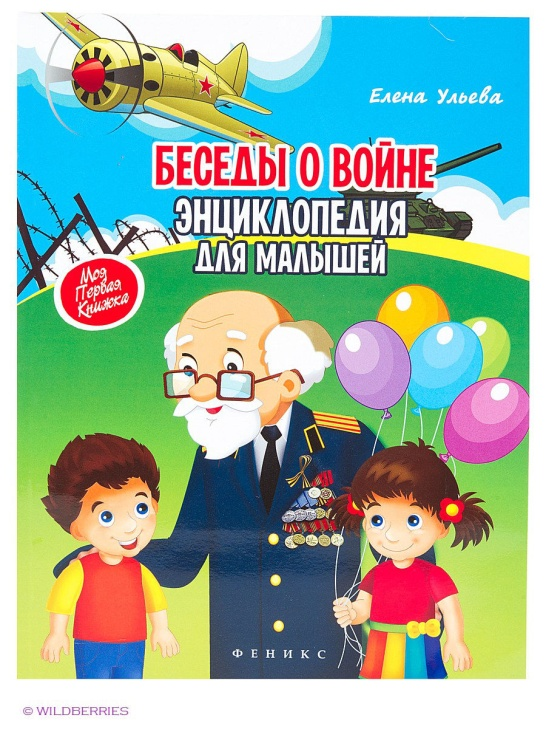 Елена Ульева
БЕСЕДЫ О ВОЙНЕ
ЭНЦИКЛОПЕДИЯ
ДЛЯ МАЛЫШЕЙ
Моя
Первая
Книжка
ФЕНИКС
© WILDBERRIES